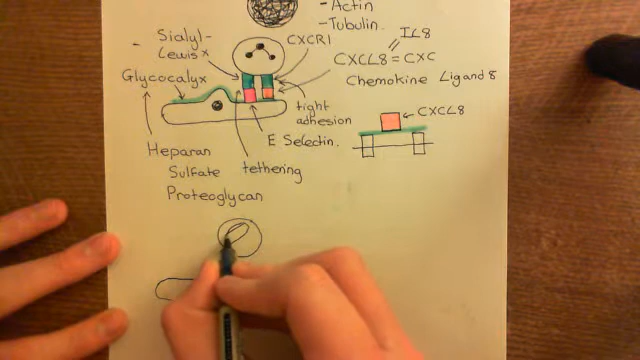 - Actin
- Tubulin.
- Sialyl-
Lewis x
CXCR1
IL8
CXCL8 = CXC
Chemokine Ligand 8
Glycocalyx
tight
adhesion
CXCL8
E Selectin.
tethering
Heparan
Sulfate
Proteoglycan